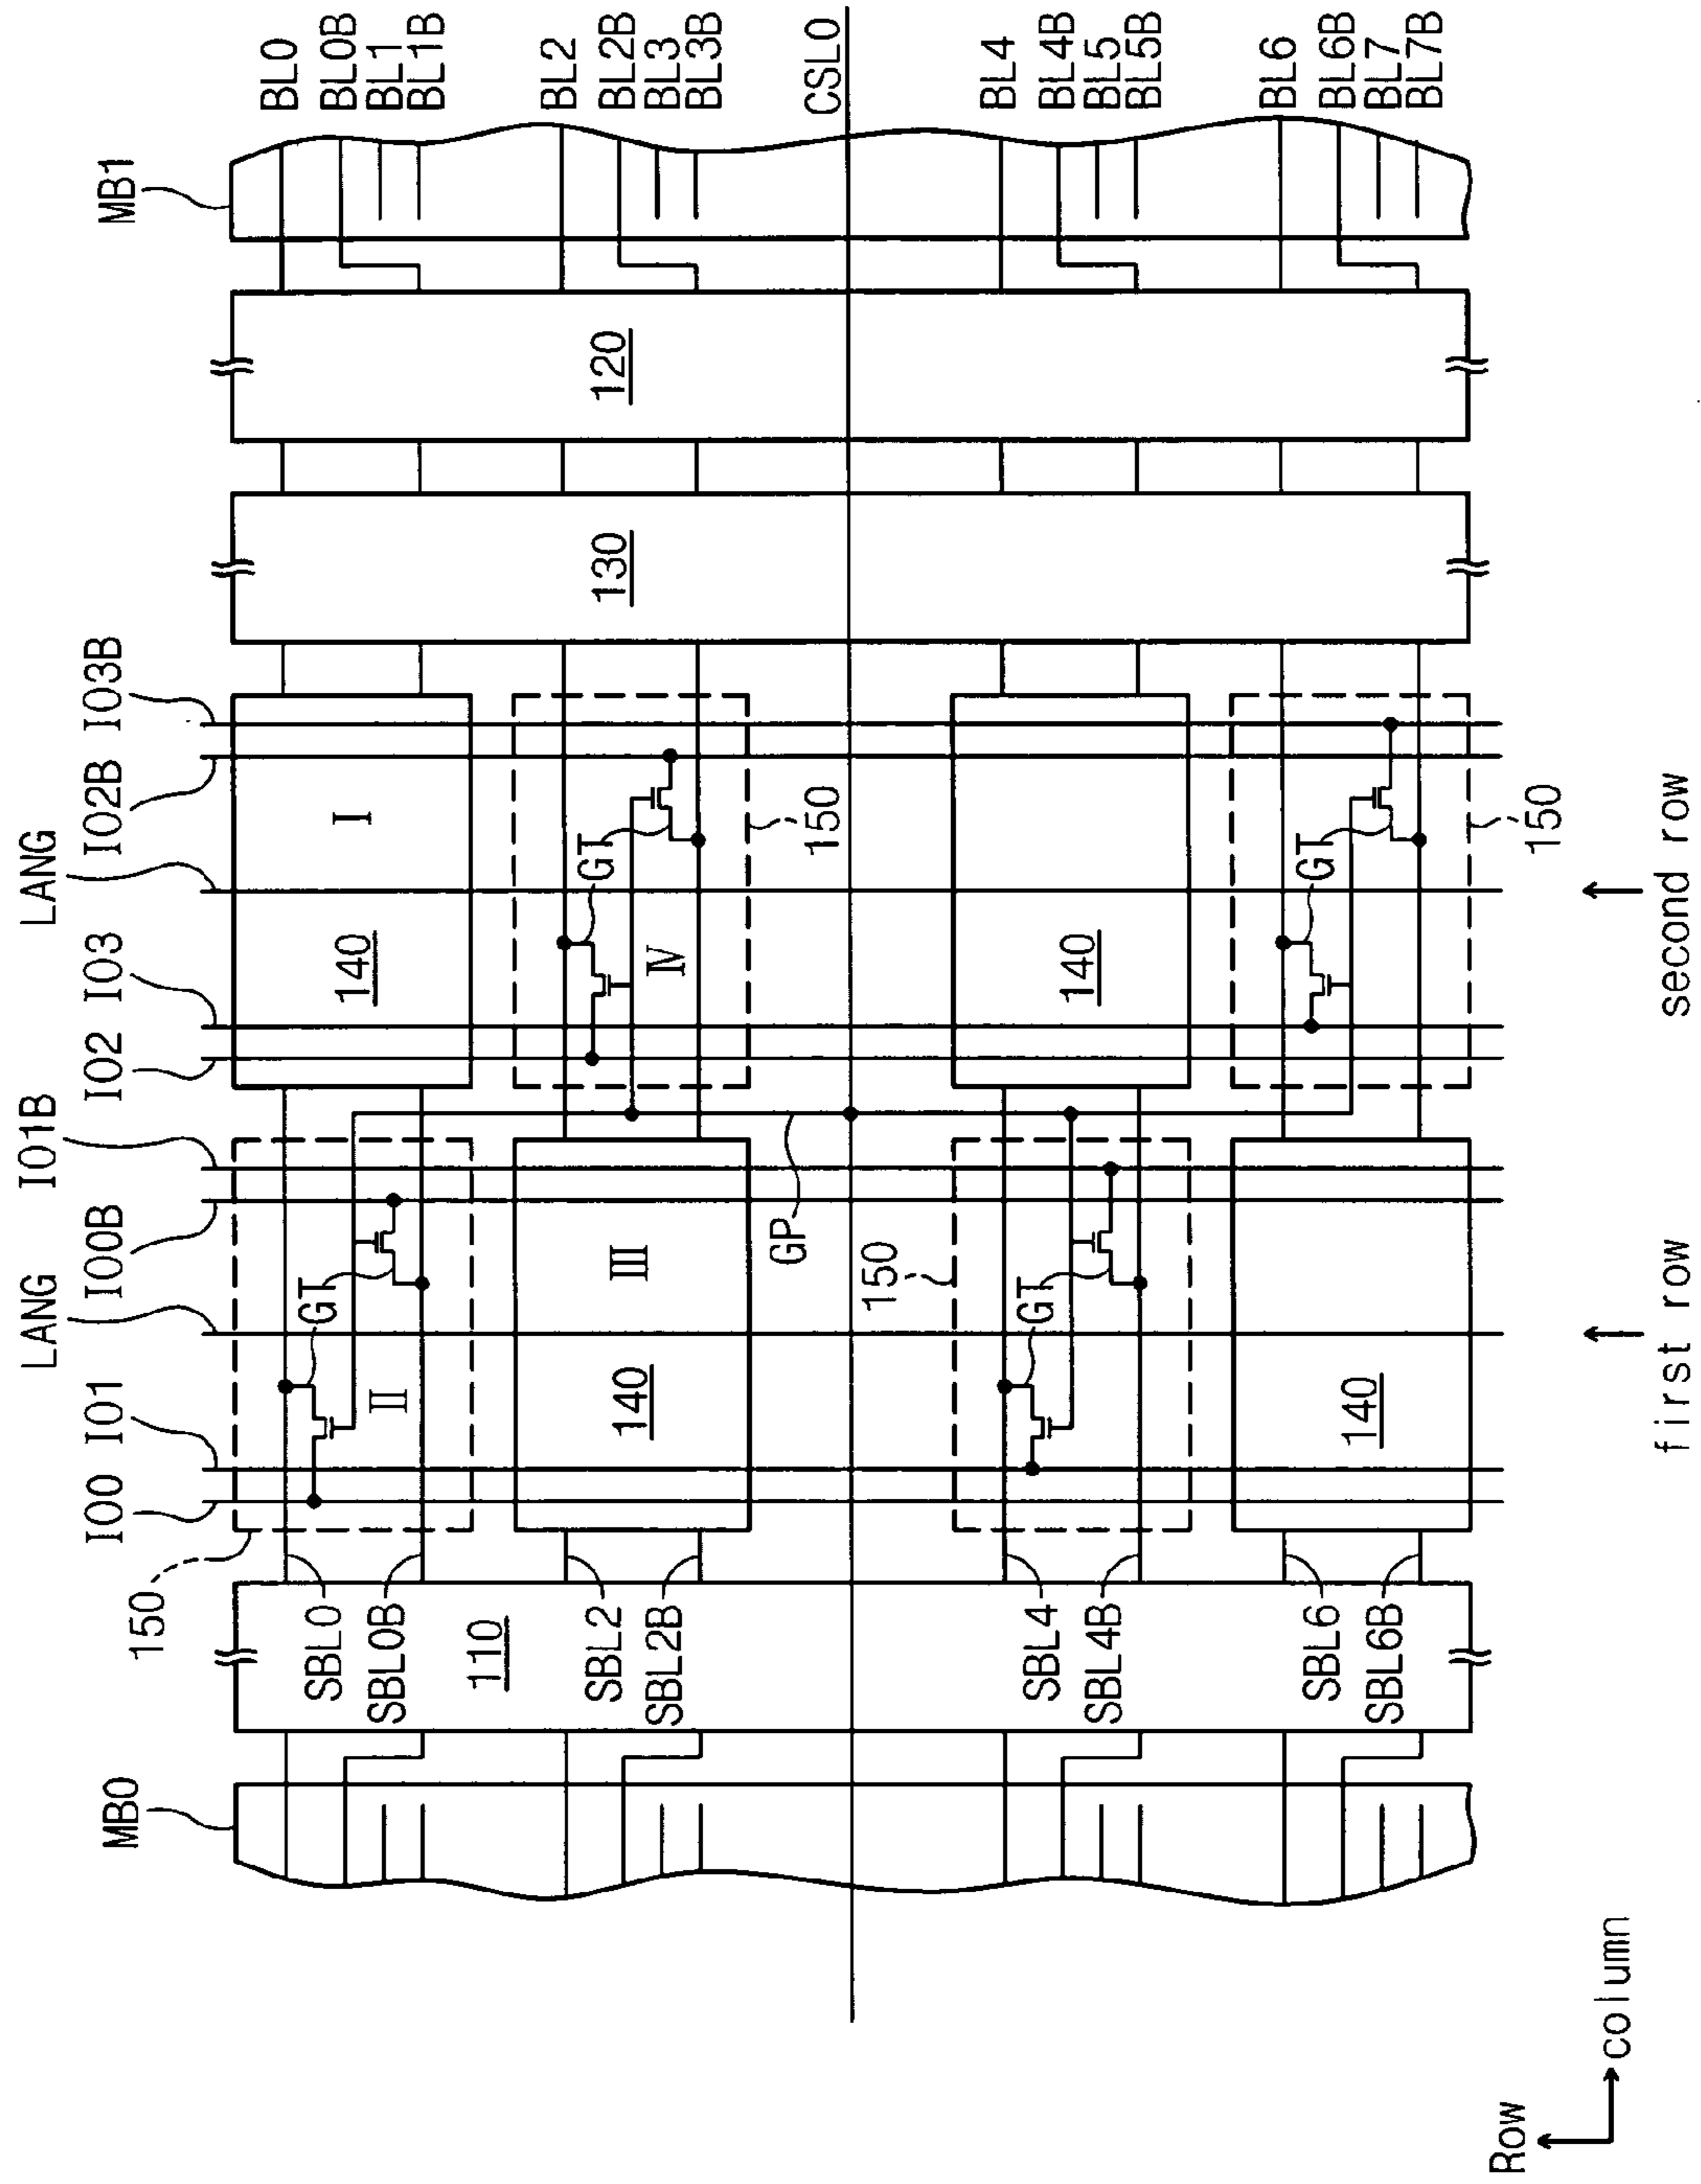 LANG IO1B LANG
MB0 IO0 IO1 IO0B IO2 IO3 IO2B IO3B MB1
150
BL0
SBL0 GT BL0B
140 I
SBL0B II BL1
BL1B
110
BL2
SBL2 GT 130 120 BL2B
140 III
SBL2B IV BL3
BL3B
GP
150 CSL0
150
BL4
SBL4 GT BL4B
140
SBL4B BL5
BL5B
BL6
SBL6 GT BL6B
140
SBL6B BL7
BL7B
Row 150
column
first row second row